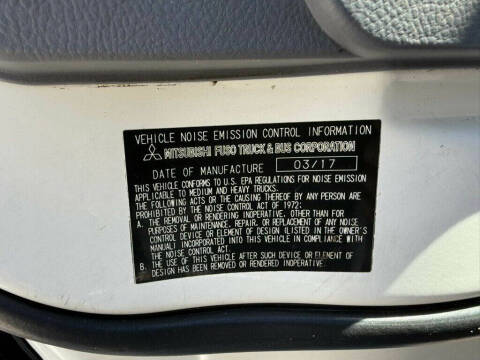 VEHICLE NOISE EMISSION CONTROL INFORMATION
MITSUBISHI FUSO TRUCK & BUS CORPORATION
DATE OF MANUFACTURE 03/17
THIS VEHICLE CONFORMS TO U.S. EPA REGULATIONS FOR NOISE EMISSION
APPLICABLE TO MEDIUM AND HEAVY TRUCKS.
THE FOLLOWING ACTS OR THE CAUSING THEREOF BY ANY PERSON ARE
PROHIBITED BY THE NOISE CONTROL ACT OF 1972:
A. THE REMOVAL OR RENDERING INOPERATIVE, OTHER THAN FOR
PURPOSES OF MAINTENANCE, REPAIR, OR REPLACEMENT OF ANY NOISE
CONTROL DEVICE OR ELEMENT OF DESIGN (LISTED IN THE OWNER'S
MANUAL) INCORPORATED INTO THIS VEHICLE IN COMPLIANCE WITH
THE NOISE CONTROL ACT.
B. THE USE OF THIS VEHICLE AFTER SUCH DEVICE OR ELEMENT OF
DESIGN HAS BEEN REMOVED OR RENDERED INOPERATIVE.